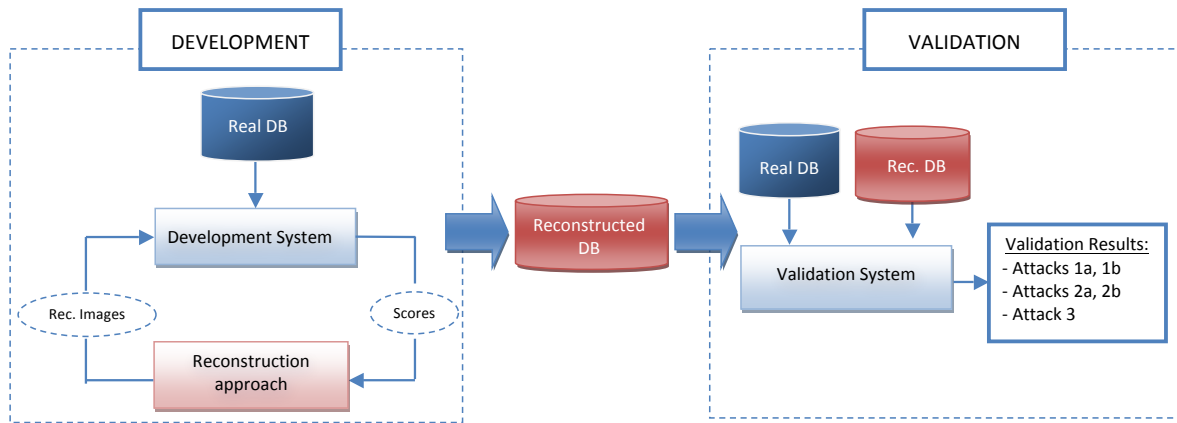 DEVELOPMENT
Real DB
Development System
Rec. Images
Scores
Reconstruction
approach
Reconstructed
DB
VALIDATION
Real DB
Rec. DB
Validation System
Validation Results:
- Attacks 1a, 1b
- Attacks 2a, 2b
- Attack 3